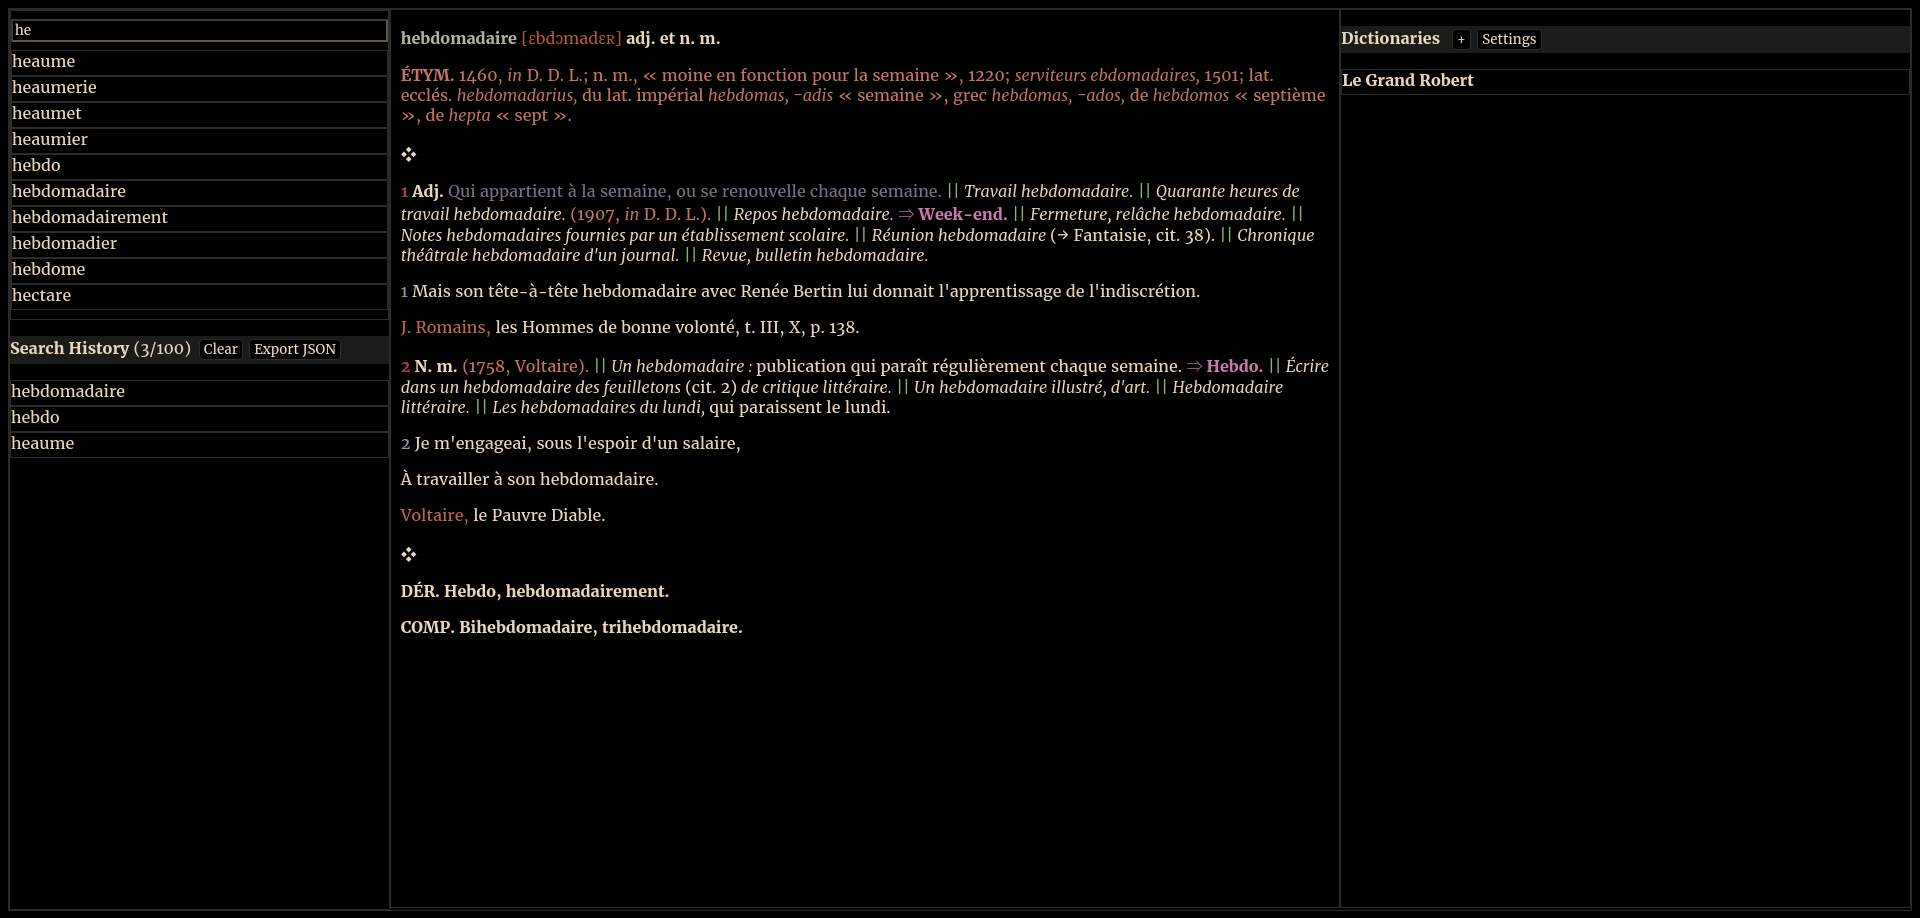 he
heaume
heaumerie
heaumet
heaumier
hebdo
hebdomadaire
hebdomadairement
hebdomadier
hebdome
hectare
Search History (3/100) Clear Export JSON
hebdomadaire
hebdo
heaume
hebdomadaire [ɛbdɔmadɛʀ] adj. et n. m.
ÉTYM. 1460, in D. D. L.; n. m., « moine en fonction pour la semaine », 1220; serviteurs ebdomadaires, 1501; lat.
ecclés. hebdomadarius, du lat. impérial hebdomas, -adis « semaine », grec hebdomas, -ados, de hebdomos « septième
», de hepta « sept ».
❖
1 Adj. Qui appartient à la semaine, ou se renouvelle chaque semaine. || Travail hebdomadaire. || Quarante heures de
travail hebdomadaire. (1907, in D. D. L.). || Repos hebdomadaire. ⇒ Week-end. || Fermeture, relâche hebdomadaire. ||
Notes hebdomadaires fournies par un établissement scolaire. || Réunion hebdomadaire (→ Fantaisie, cit. 38). || Chronique
théâtrale hebdomadaire d'un journal. || Revue, bulletin hebdomadaire.
1 Mais son tête-à-tête hebdomadaire avec Renée Bertin lui donnait l'apprentissage de l'indiscrétion.
J. Romains, les Hommes de bonne volonté, t. III, X, p. 138.
2 N. m. (1758, Voltaire). || Un hebdomadaire : publication qui paraît régulièrement chaque semaine. ⇒ Hebdo. || Écrire
dans un hebdomadaire des feuilletons (cit. 2) de critique littéraire. || Un hebdomadaire illustré, d'art. || Hebdomadaire
littéraire. || Les hebdomadaires du lundi, qui paraissent le lundi.
2 Je m'engageai, sous l'espoir d'un salaire,
À travailler à son hebdomadaire.
Voltaire, le Pauvre Diable.
❖
DÉR. Hebdo, hebdomadairement.
COMP. Bihebdomadaire, trihebdomadaire.
Dictionaries + Settings
Le Grand Robert